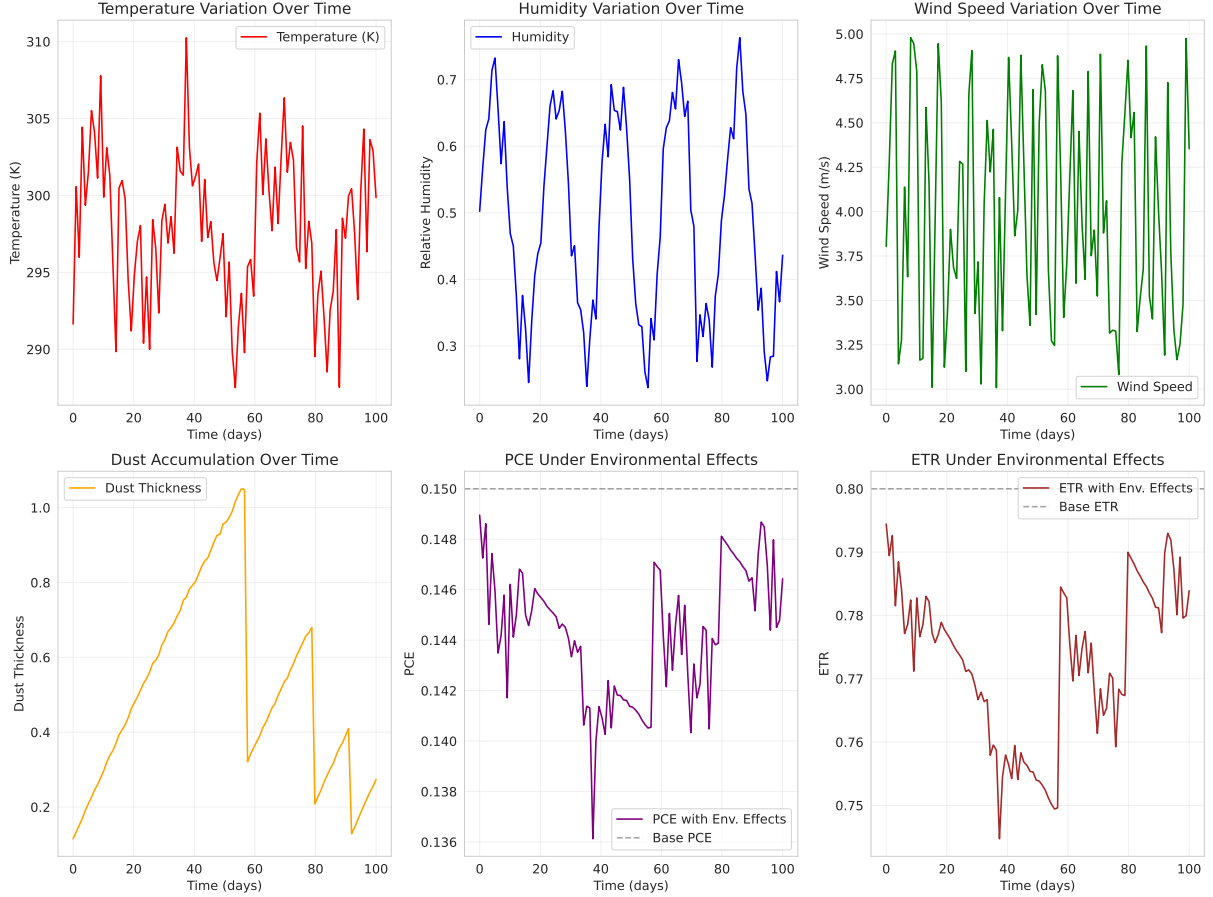 Temperature Variation Over Time
Temperature (K)
310
305
300
295
290
Temperature (K)
0 20 40 60 80 100
Time (days)
Humidity Variation Over Time
Humidity
0.7
0.6
0.5
0.4
0.3
Relative Humidity
0 20 40 60 80 100
Time (days)
Wind Speed Variation Over Time
5.00
4.75
4.50
4.25
4.00
3.75
3.50
3.25
3.00
Wind Speed (m/s)
Wind Speed
0 20 40 60 80 100
Time (days)
Dust Accumulation Over Time
Dust Thickness
1.0
0.8
0.6
0.4
0.2
Dust Thickness
0 20 40 60 80 100
Time (days)
PCE Under Environmental Effects
0.150
0.148
0.146
0.144
0.142
0.140
0.138
0.136
PCE
PCE with Env. Effects
Base PCE
0 20 40 60 80 100
Time (days)
ETR Under Environmental Effects
ETR with Env. Effects
Base ETR
0.80
0.79
0.78
0.77
0.76
0.75
ETR
0 20 40 60 80 100
Time (days)